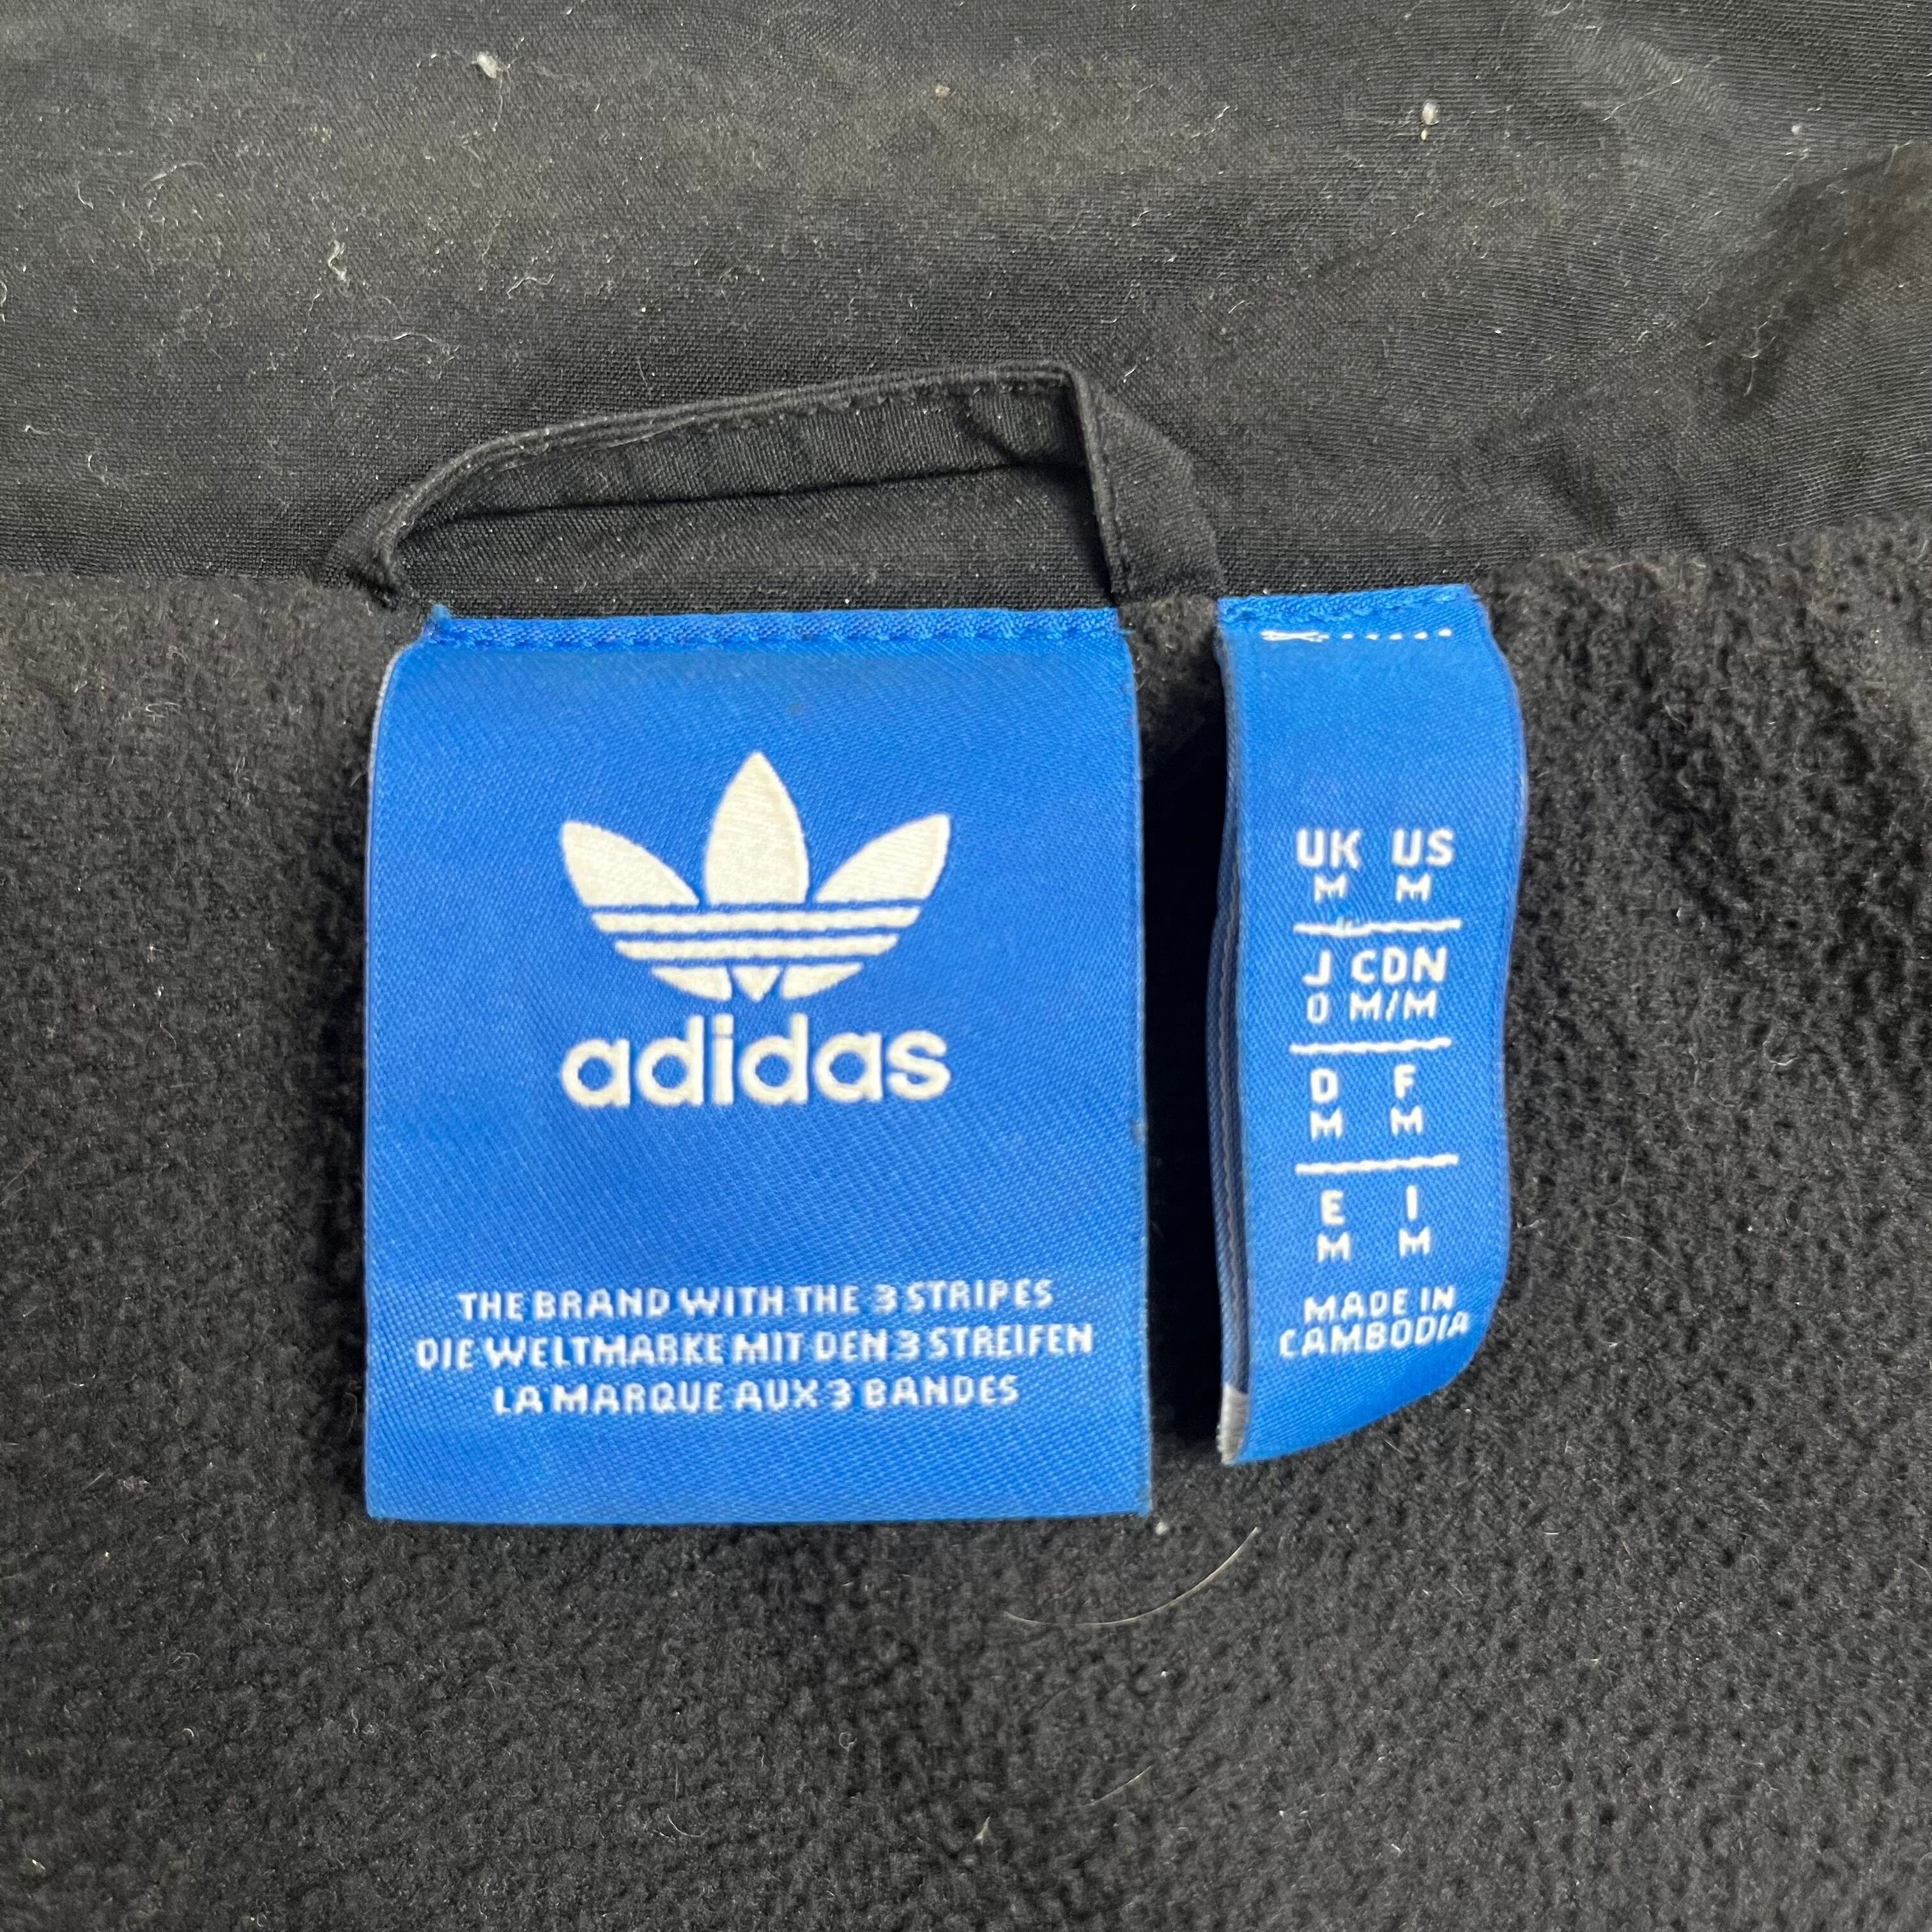 adidas
THE BRAND WITH THE 3 STRIPES
DIE WELTMARKE MIT DEN 3 STREIFEN
LA MARQUE AUX 3 BANDES
UK US
M M
J CDN
O M/M
D F
M M
E I
M M
MADE IN
CAMBODIA